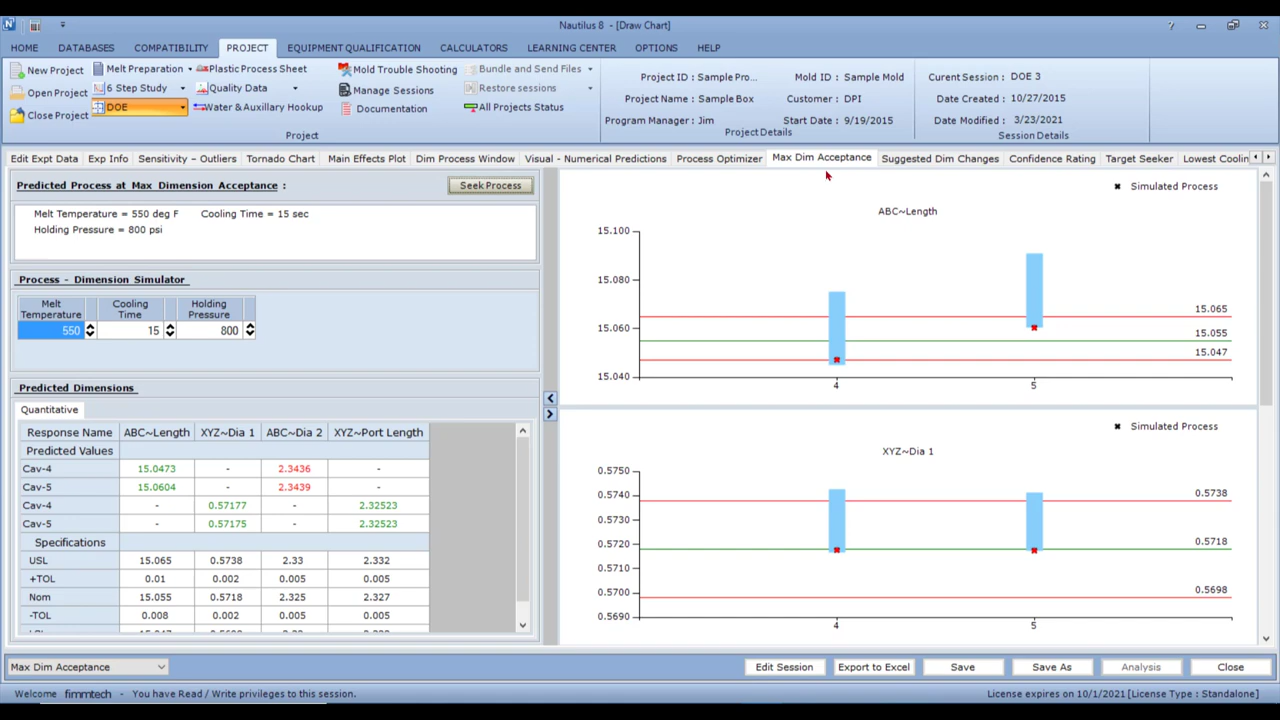 Nautilus 8 - [Draw Chart]
HOME DATABASES COMPATIBILITY PROJECT EQUIPMENT QUALIFICATION CALCULATORS LEARNING CENTER OPTIONS HELP
New Project Melt Preparation Plastic Process Sheet Mold Trouble Shooting Bundle and Send Files
Open Project 6 Step Study Quality Data Manage Sessions Restore sessions
Close Project DOE Water & Auxiliary Hookup Documentation All Projects Status
Project
Project ID : Sample Pro... Mold ID : Sample Mold Curent Session : DOE 3
Project Name : Sample Box Customer : DPI Date Created : 10/27/2015
Program Manager : Jim Start Date : 9/19/2015 Date Modified : 3/23/2021
Project Details Session Details
Edit Expt Data Exp Info Sensitivity - Outliers Tornado Chart Main Effects Plot Dim Process Window Visual - Numerical Predictions Process Optimizer Max Dim Acceptance Suggested Dim Changes Confidence Rating Target Seeker Lowest Coolin
Predicted Process at Max Dimension Acceptance : Seek Process
Melt Temperature = 550 deg F Cooling Time = 15 sec
Holding Pressure = 800 psi
Process - Dimension Simulator
Melt Temperature Cooling Time Holding Pressure
550 15 800
Predicted Dimensions
Quantitative
Response Name ABC~Length XYZ~Dia 1 ABC~Dia 2 XYZ~Port Length
Predicted Values
Cav-4 15.0473 - 2.3436 -
Cav-5 15.0604 - 2.3439 -
Cav-4 - 0.57177 - 2.32523
Cav-5 - 0.57175 - 2.32523
Specifications
USL 15.065 0.5738 2.33 2.332
+TOL 0.01 0.002 0.005 0.005
Nom 15.055 0.5718 2.325 2.327
-TOL 0.008 0.002 0.005 0.005
Simulated Process
ABC~Length
15.100
15.080
15.060
15.040
15.065
15.055
15.047
4 5
Simulated Process
XYZ~Dia 1
0.5750
0.5740
0.5730
0.5720
0.5710
0.5700
0.5690
0.5738
0.5718
0.5698
4 5
Max Dim Acceptance Edit Session Export to Excel Save Save As Analysis Close
Welcome fimmtech - You have Read / Write privileges to this session. License expires on 10/1/2021 [License Type : Standalone]